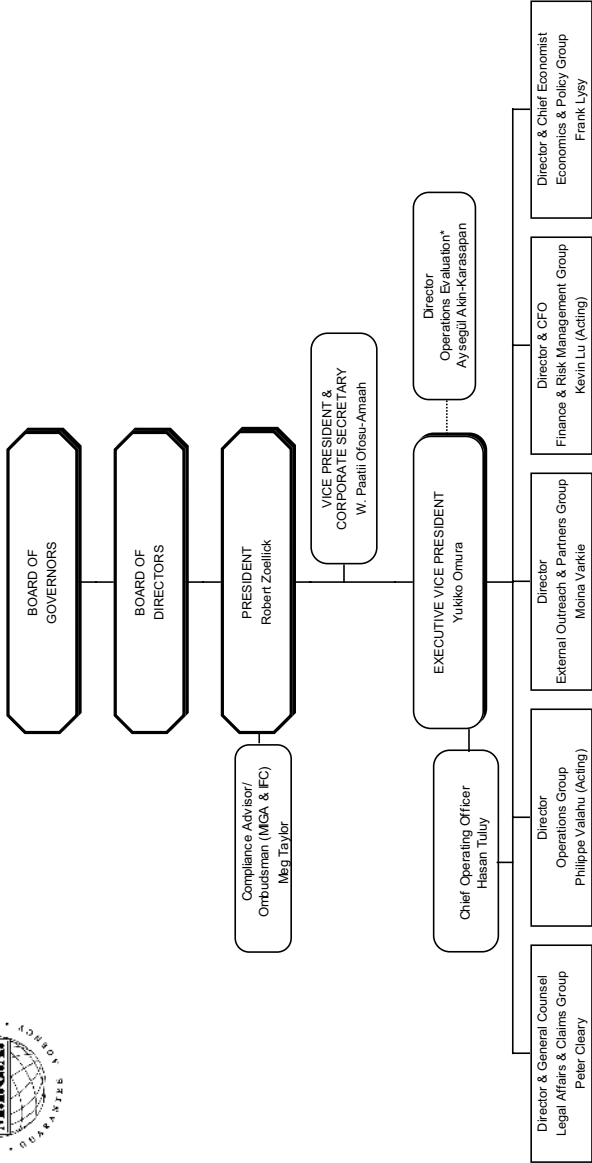 M.I.G.A.
GUARANTEE AGENCY
BOARD OF
GOVERNORS
BOARD OF
DIRECTORS
PRESIDENT
Robert Zoellick
Compliance Advisor/
Ombudsman (MIGA & IFC)
Meg Taylor
VICE PRESIDENT &
CORPORATE SECRETARY
W. Paatii Ofosu-Amaah
EXECUTIVE VICE PRESIDENT
Yukiko Omura
Director
Operations Evaluation*
Aysegül Akin-Karasapan
Chief Operating Officer
Hasan Tuluy
Director & General Counsel
Legal Affairs & Claims Group
Peter Cleary
Director
Operations Group
Philippe Valahu (Acting)
Director
External Outreach & Partners Group
Moina Varkie
Director & CFO
Finance & Risk Management Group
Kevin Lu (Acting)
Director & Chief Economist
Economics & Policy Group
Frank Lysy